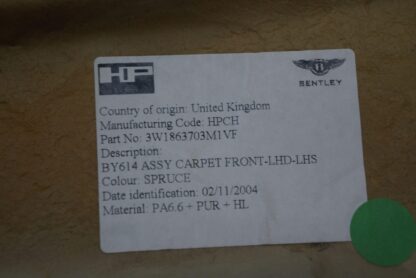 HP
BENTLEY
Country of origin: United Kingdom
Manufacturing Code: HPCH
Part No: 3W1863703M1VF
Description:
BY614 ASSY CARPET FRONT-LHD-LHS
Colour: SPRUCE
Date identification: 02/11/2004
Material: PA6.6 + PUR + HL